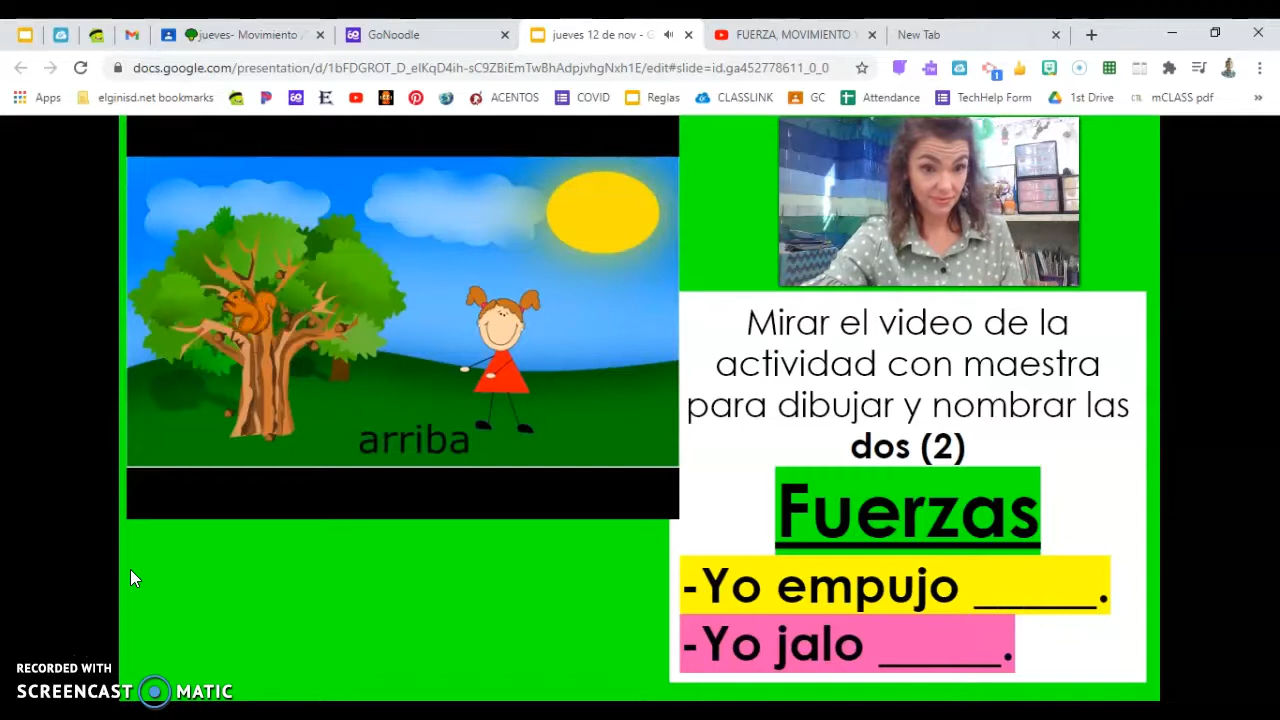 jueves- Movimiento /
GoNoodle
jueves 12 de nov - G
FUERZA, MOVIMIENTO Y
New Tab
docs.google.com/presentation/d/1bFDGROT_D_eIKqD4ih-sC9ZBiEmTwBhAdpjvhgNxh1E/edit#slide=id.ga452778611_0_0
Apps elginisd.net bookmarks ACENTOS COVID Reglas CLASSLINK GC Attendance TechHelp Form 1st Drive mCLASS pdf »
arriba
Mirar el video de la
actividad con maestra
para dibujar y nombrar las
dos (2)
Fuerzas
-Yo empujo _____.
-Yo jalo _____.
RECORDED WITH
SCREENCAST MATIC